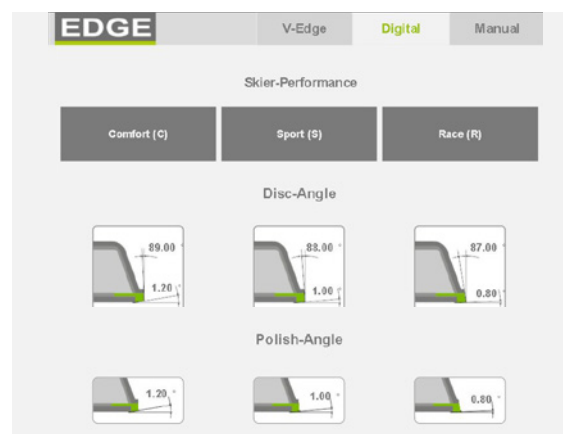 EDGE V-Edge Digital Manual
Skier-Performance
Comfort (C) Sport (S) Race (R)
Disc-Angle
89.00 ° 88.00 ° 87.00 °
1.20 ° 1.00 ° 0.80 °
Polish-Angle
1.20 ° 1.00 ° 0.80 °